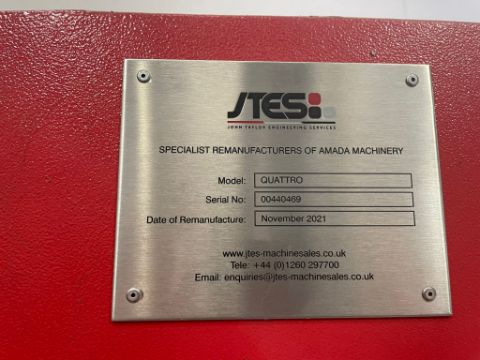 JTES
JOHN TAYLOR ENGINEERING SERVICES
SPECIALIST REMANUFACTURERS OF AMADA MACHINERY
Model: QUATTRO
Serial No: 00440469
Date of Remanufacture: November 2021
www.jtes-machinesales.co.uk
Tele: +44 (0)1260 297700
Email: enquiries@jtes-machinesales.co.uk